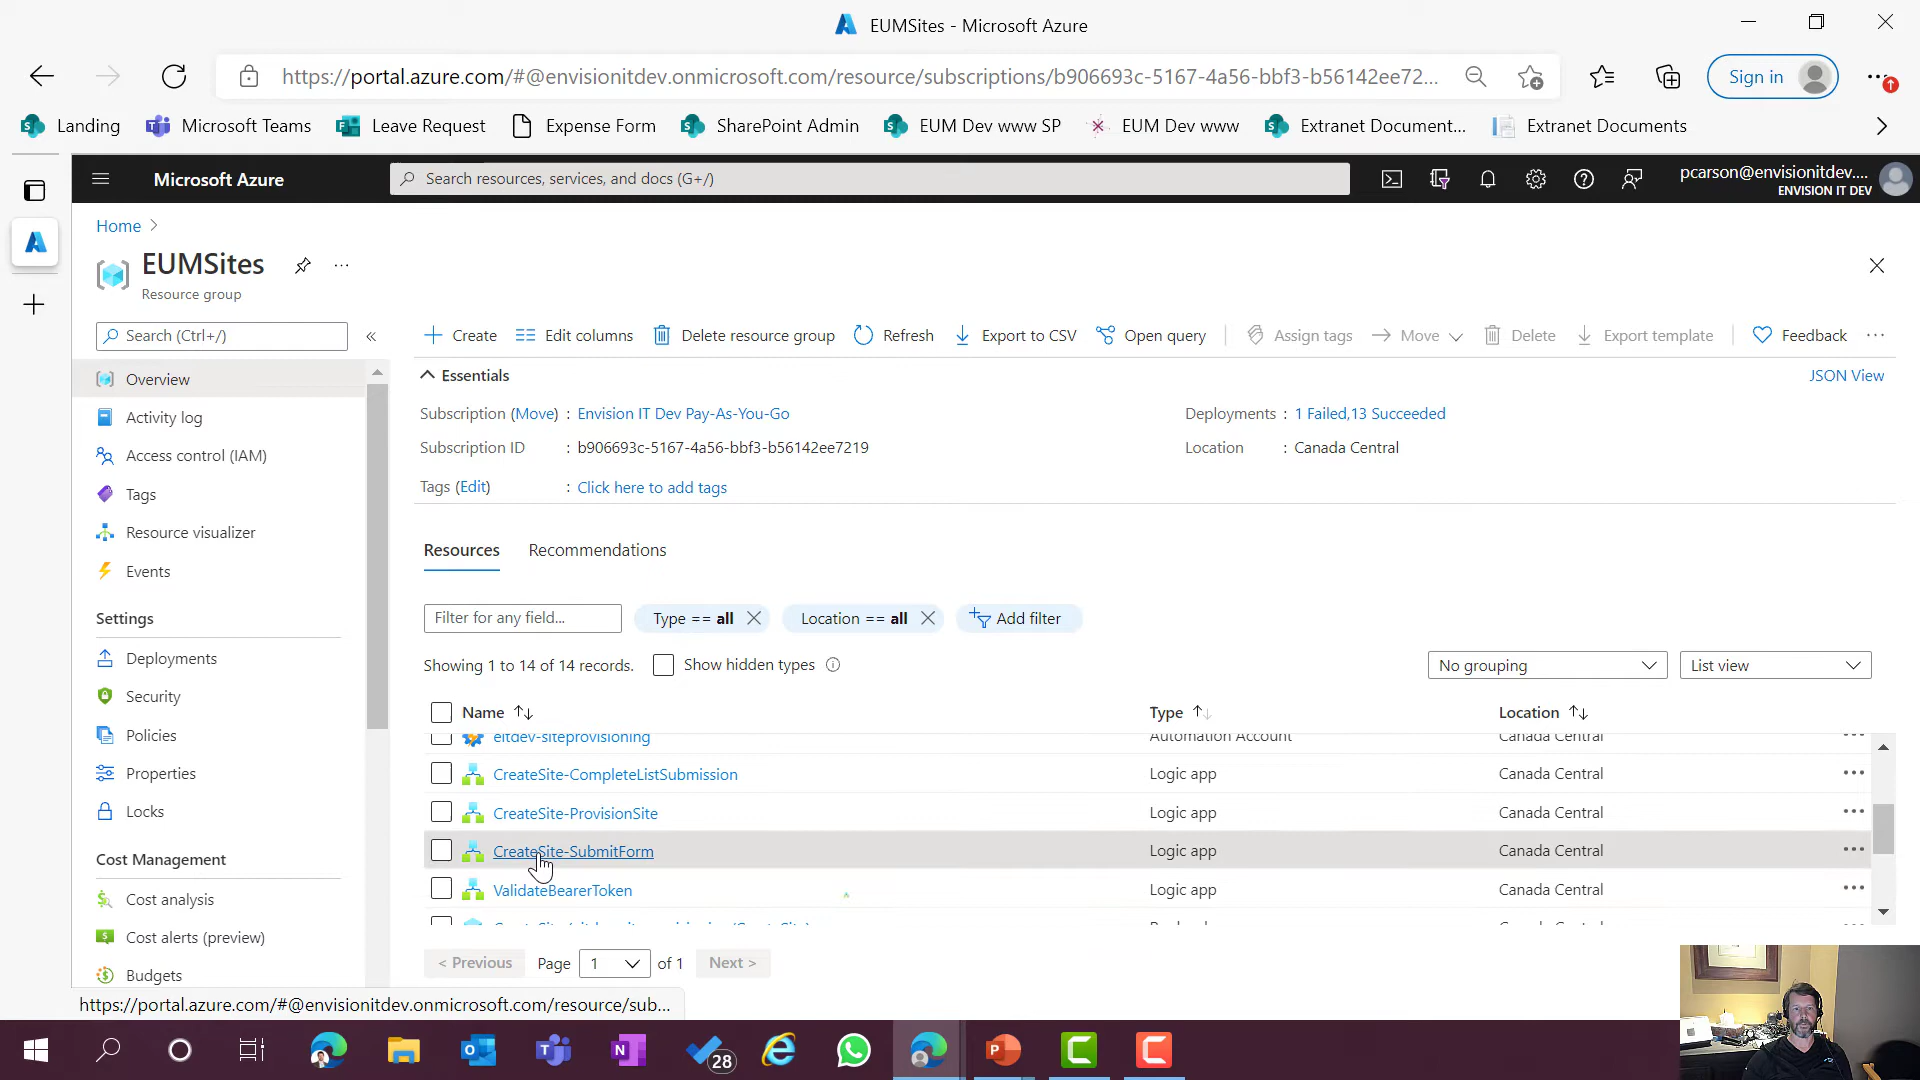 EUMSites - Microsoft Azure
https://portal.azure.com/#@envisionitdev.onmicrosoft.com/resource/subscriptions/b906693c-5167-4a56-bbf3-b56142ee72...
Sign in
Landing
Microsoft Teams
Leave Request
Expense Form
SharePoint Admin
EUM Dev www SP
EUM Dev www
Extranet Document...
Extranet Documents
Microsoft Azure
Search resources, services, and docs (G+/)
pcarson@envisionitdev....
ENVISION IT DEV
Home
EUMSites
Resource group
Search (Ctrl+/)
Create
Edit columns
Delete resource group
Refresh
Export to CSV
Open query
Assign tags
Move
Delete
Export template
Feedback
Overview
Activity log
Access control (IAM)
Tags
Resource visualizer
Events
Settings
Deployments
Security
Policies
Properties
Locks
Cost Management
Cost analysis
Cost alerts (preview)
Budgets
Essentials
JSON View
Subscription (Move) : Envision IT Dev Pay-As-You-Go
Deployments : 1 Failed,13 Succeeded
Subscription ID : b906693c-5167-4a56-bbf3-b56142ee7219
Location : Canada Central
Tags (Edit) : Click here to add tags
Resources
Recommendations
Filter for any field...
Type == all
Location == all
Add filter
Showing 1 to 14 of 14 records.
Show hidden types
No grouping
List view
Name
Type
Location
eitdev-siteprovisioning
Automation Account
Canada Central
CreateSite-CompleteListSubmission
Logic app
Canada Central
CreateSite-ProvisionSite
Logic app
Canada Central
CreateSite-SubmitForm
Logic app
Canada Central
ValidateBearerToken
Logic app
Canada Central
< Previous
Page
1
of 1
Next >
https://portal.azure.com/#@envisionitdev.onmicrosoft.com/resource/sub...
28